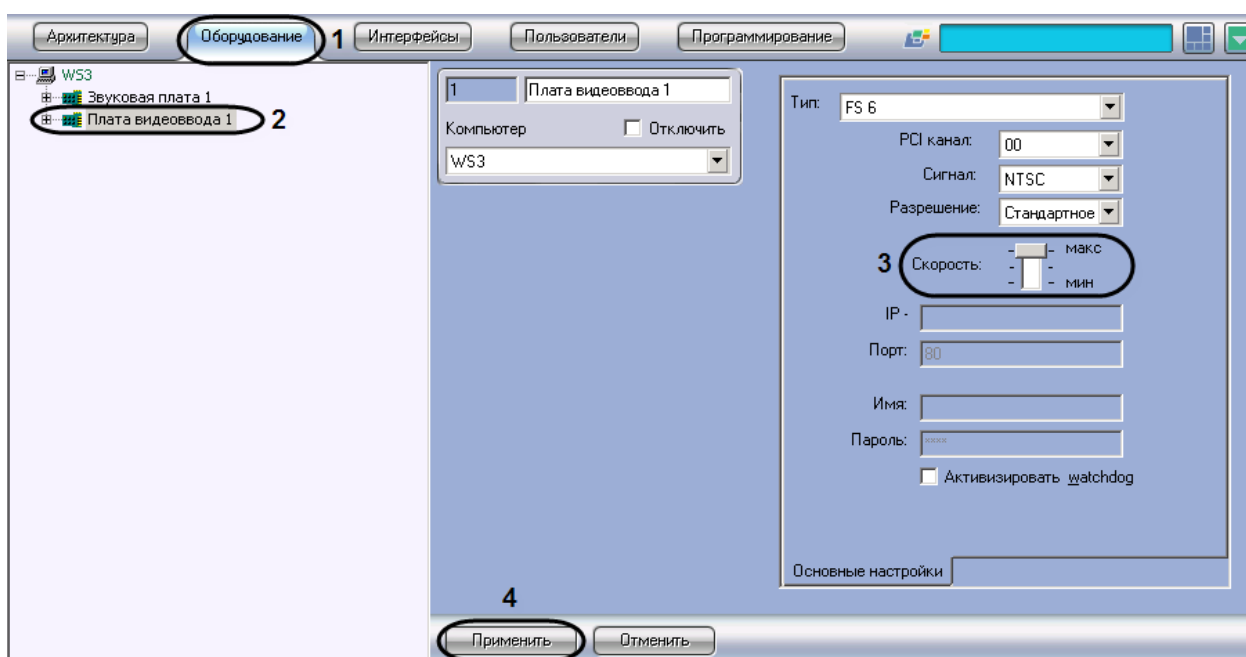 Архитектура Оборудование 1 Интерфейсы Пользователи Программирование
WS3
Звуковая плата 1
Плата видеоввода 1 2
1 Плата видеоввода 1
Компьютер Отключить
WS3
Тип: FS 6
PCI канал: 00
Сигнал: NTSC
Разрешение: Стандартное
3 Скорость: макс
мин
IP -
Порт: 80
Имя:
Пароль: ****
Активизировать watchdog
Основные настройки
4
Применить Отменить